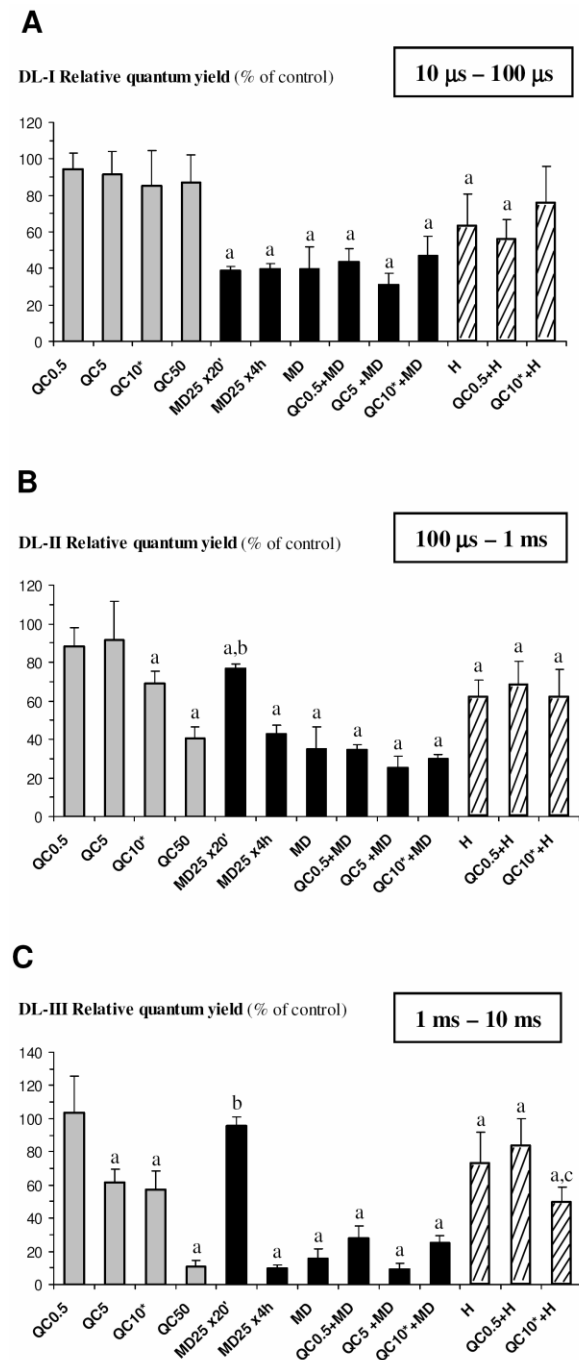 A
DL-I Relative quantum yield (% of control)
10 µs – 100 µs
120
100
80
60
40
20
0
a a a a a a a a
QC0.5 QC5 QC10* QC50 MD25 x20' MD25 x4h MD QC0.5+MD QC5 +MD QC10*+MD H QC0.5+H QC10*+H
B
DL-II Relative quantum yield (% of control)
100 µs – 1 ms
120
100
80
60
40
20
0
a a a,b a a a a a a a a
QC0.5 QC5 QC10* QC50 MD25 x20' MD25 x4h MD QC0.5+MD QC5 +MD QC10*+MD H QC0.5+H QC10*+H
C
DL-III Relative quantum yield (% of control)
1 ms – 10 ms
140
120
100
80
60
40
20
0
a a a b a a a a a a a a,c
QC0.5 QC5 QC10* QC50 MD25 x20' MD25 x4h MD QC0.5+MD QC5 +MD QC10*+MD H QC0.5+H QC10*+H